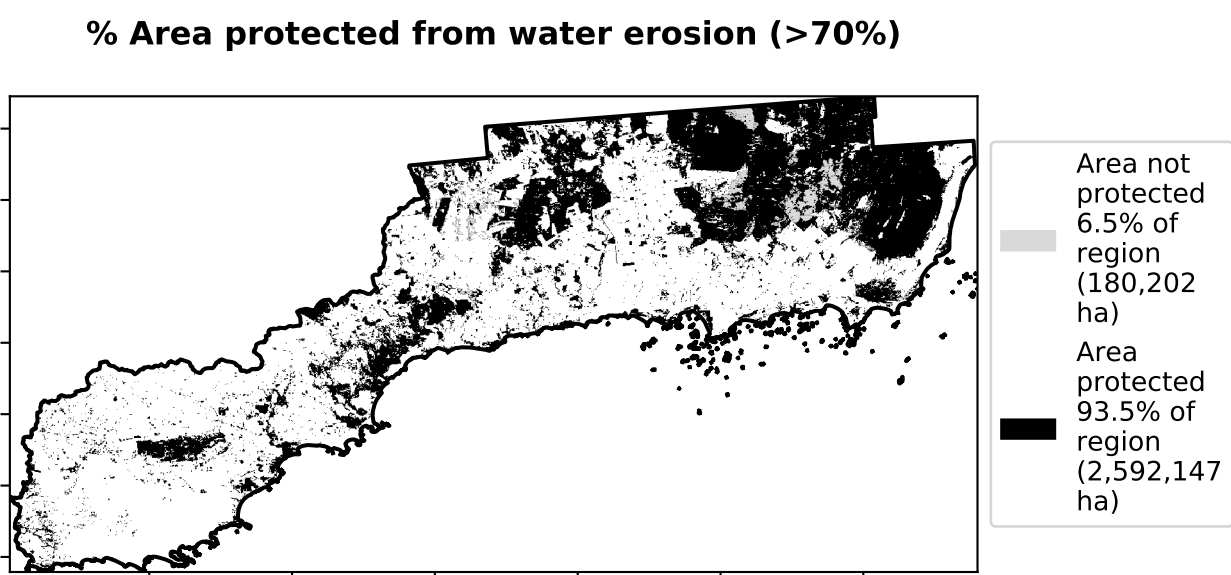 % Area protected from water erosion (>70%)
Area not
protected
6.5% of
region
(180,202
ha)
Area
protected
93.5% of
region
(2,592,147
ha)